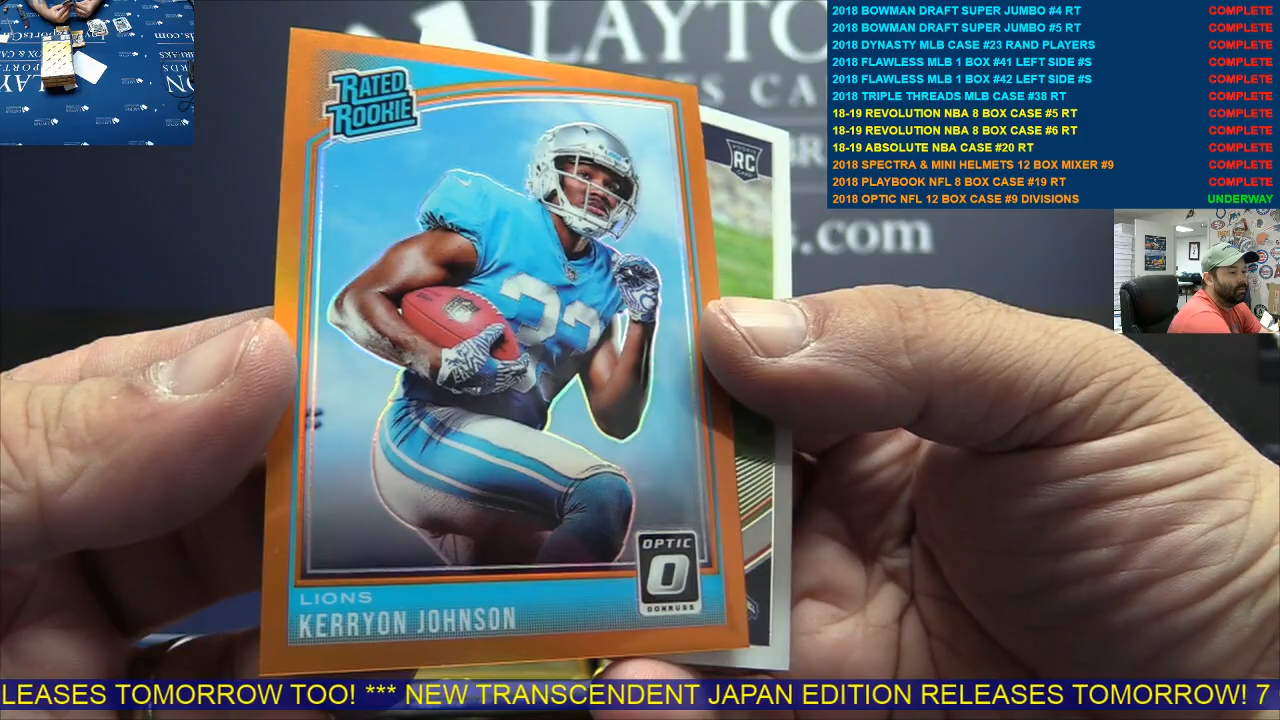 2018 BOWMAN DRAFT SUPER JUMBO #4 RT COMPLETE
2018 BOWMAN DRAFT SUPER JUMBO #5 RT COMPLETE
2018 DYNASTY MLB CASE #23 RAND PLAYERS COMPLETE
2018 FLAWLESS MLB 1 BOX #41 LEFT SIDE #S COMPLETE
2018 FLAWLESS MLB 1 BOX #42 LEFT SIDE #S COMPLETE
2018 TRIPLE THREADS MLB CASE #38 RT COMPLETE
18-19 REVOLUTION NBA 8 BOX CASE #5 RT COMPLETE
18-19 REVOLUTION NBA 8 BOX CASE #6 RT COMPLETE
18-19 ABSOLUTE NBA CASE #20 RT COMPLETE
2018 SPECTRA & MINI HELMETS 12 BOX MIXER #9 COMPLETE
2018 PLAYBOOK NFL 8 BOX CASE #19 RT COMPLETE
2018 OPTIC NFL 12 BOX CASE #9 DIVISIONS UNDERWAY
LAYTO
S CA
BR
s.com
RATED
ROOKIE
RC
33
OPTIC
O
DONRUSS
LIONS
KERRYON JOHNSON
LEASES TOMORROW TOO! *** NEW TRANSCENDENT JAPAN EDITION RELEASES TOMORROW! 7